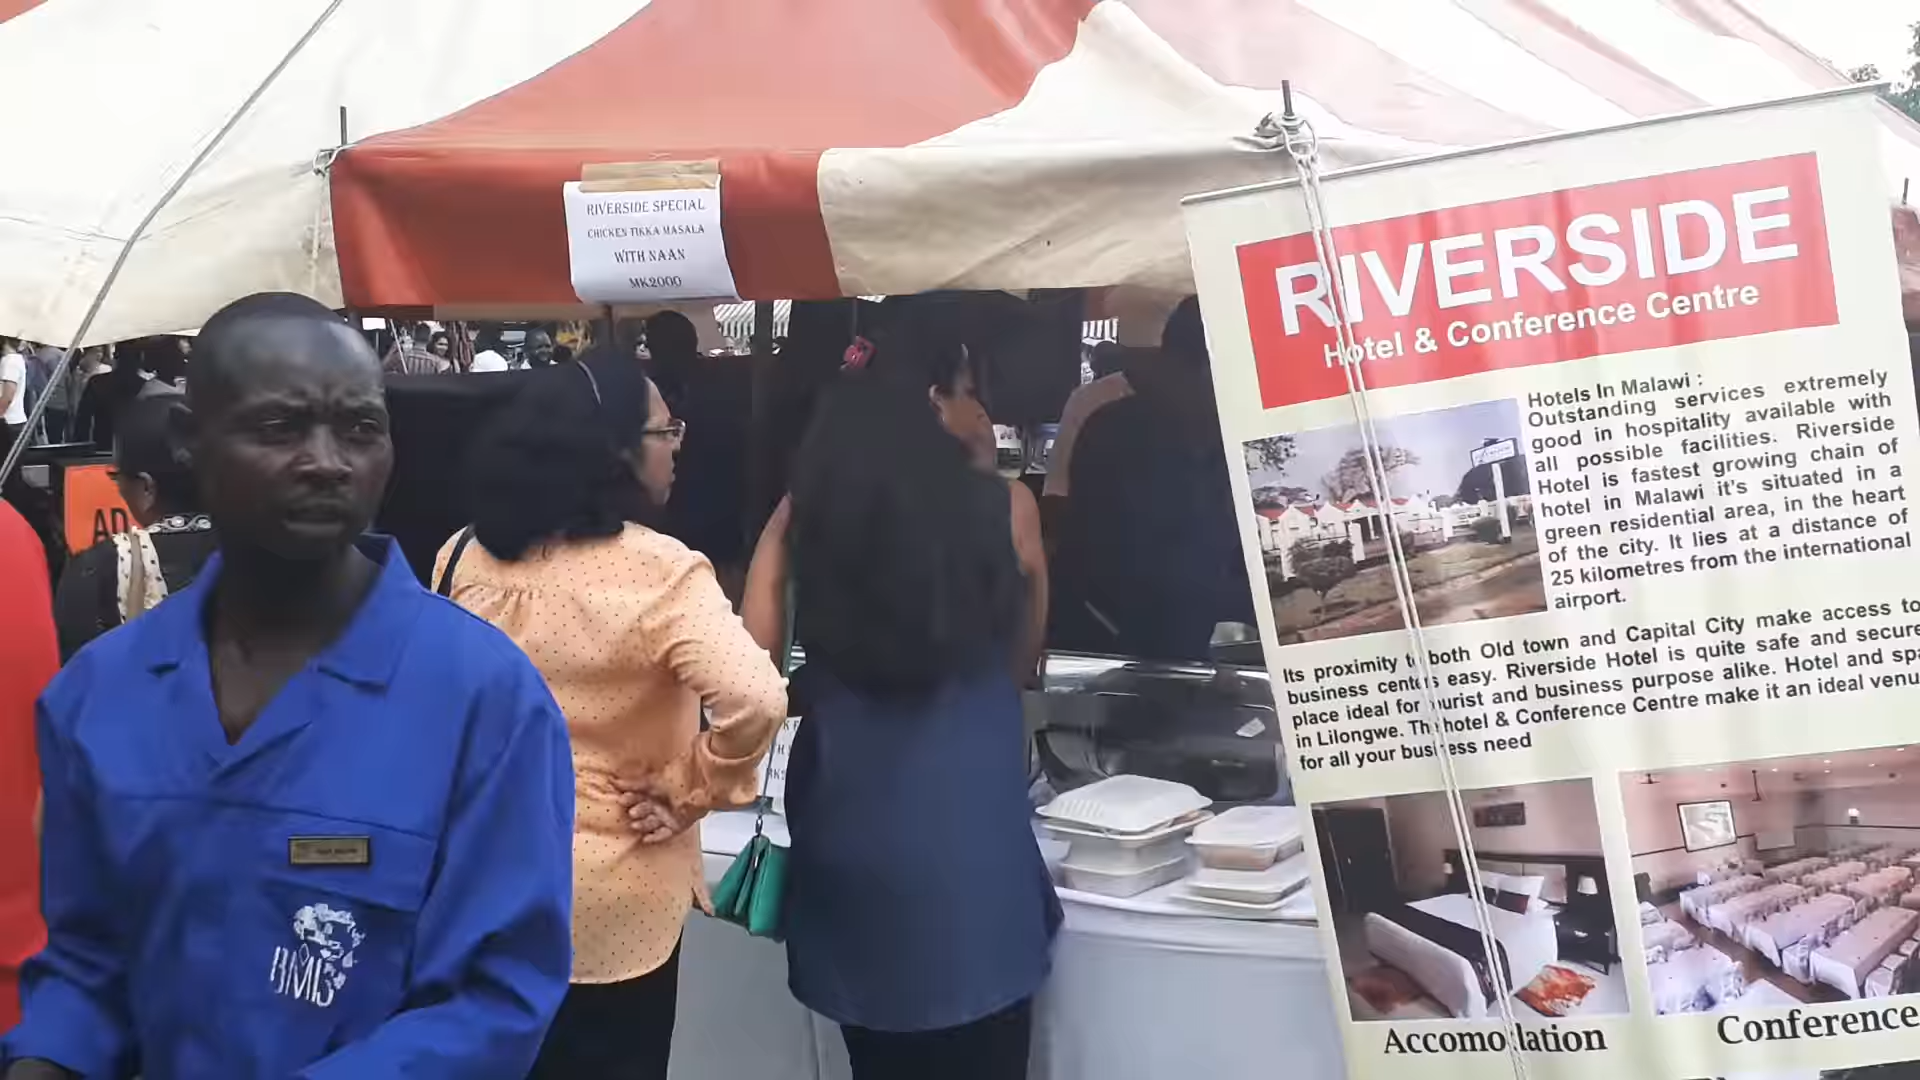 RIVERSIDE SPECIAL
CHICKEN TIKKA MASALA
WITH NAAN
MK2000
RIVERSIDE
Hotel & Conference Centre
Hotels In Malawi :
Outstanding services extremely
good in hospitality available with
all possible facilities. Riverside
Hotel is fastest growing chain of
hotel in Malawi it's situated in a
green residential area, in the heart
of the city. It lies at a distance of
25 kilometres from the international
airport.
Its proximity to both Old town and Capital City make access to
business centers easy. Riverside Hotel is quite safe and secure
place ideal for tourist and business purpose alike. Hotel and
in Lilongwe. The hotel & Conference Centre make it an ideal
for all your business need
Accomodation
Conference
AD
BMIS